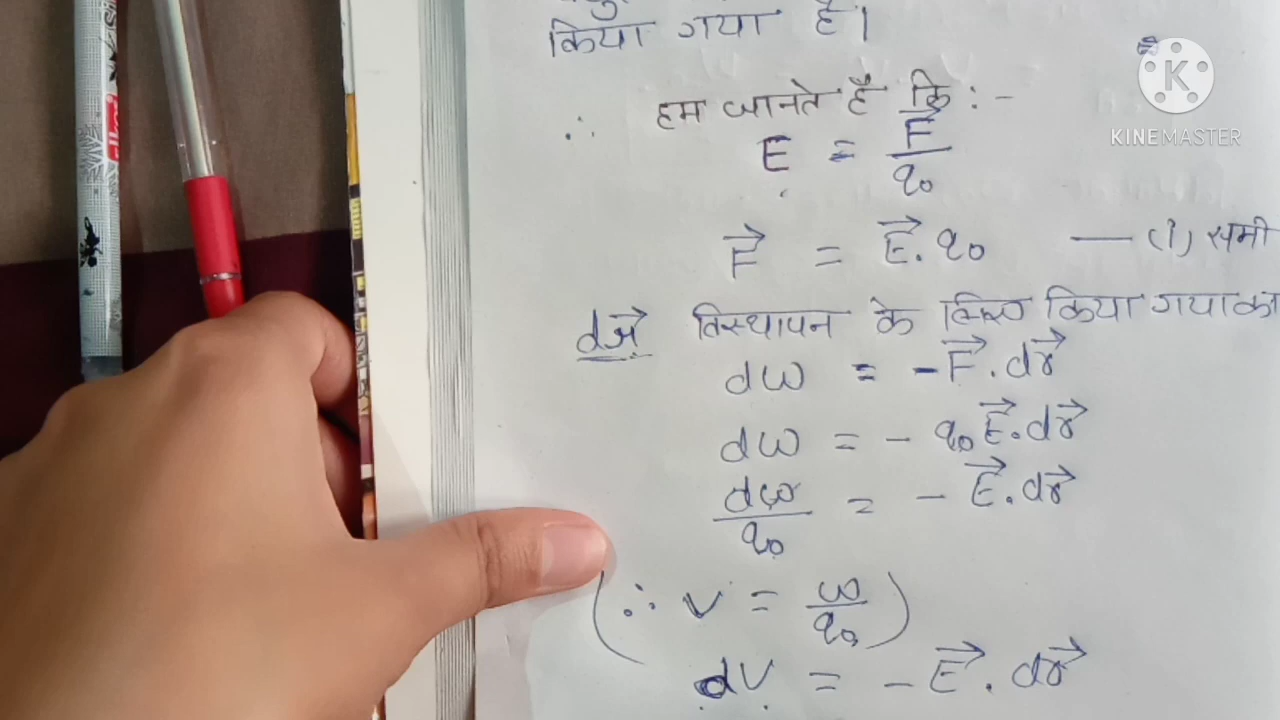 किया गया है।
∴ हम जानते है कि :-
E = F⃗/q₀
F⃗ = E⃗.q₀ — (i) समी
dr⃗ विस्थापन के लिए किया गया का
dw = -F⃗.dr⃗
dw = - q₀E⃗.dr⃗
dw/q₀ = - E⃗.dr⃗
(∴ V = w/q₀)
dV = - E⃗.dr⃗
KINEMASTER